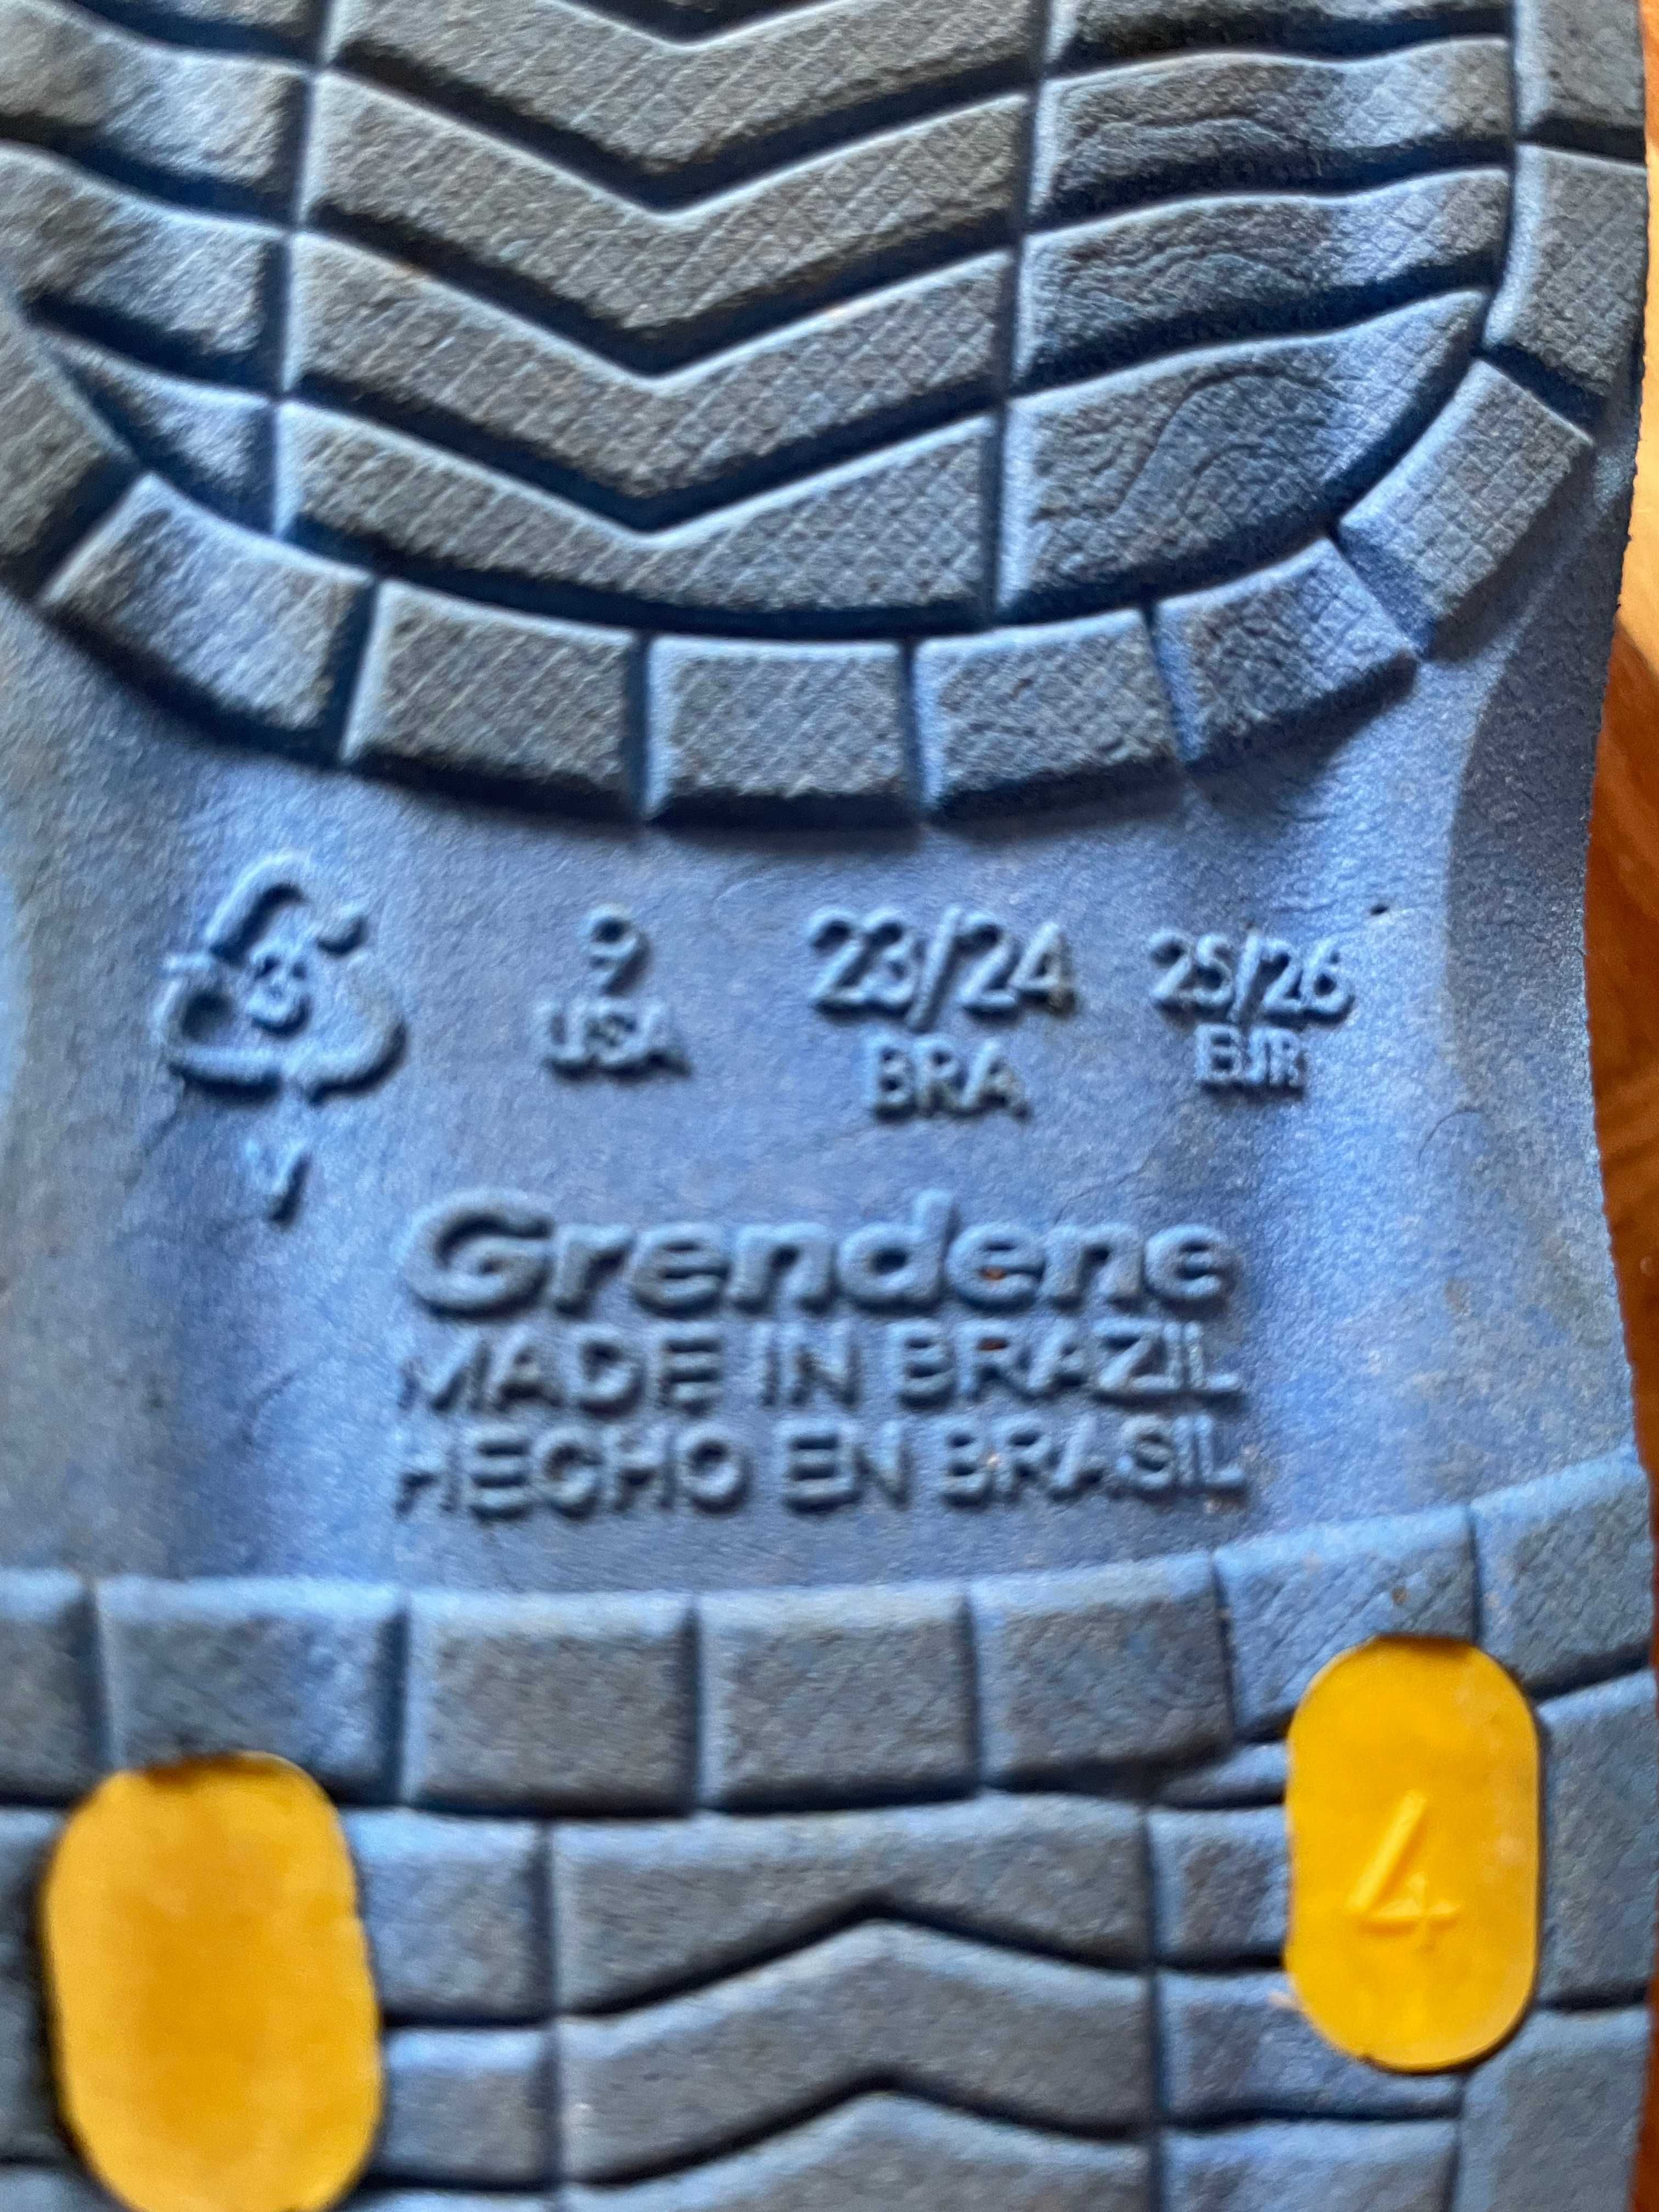 3 9 23/24 25/26
USA BRA EUR
V
Grendene
MADE IN BRAZIL
HECHO EN BRASIL
4